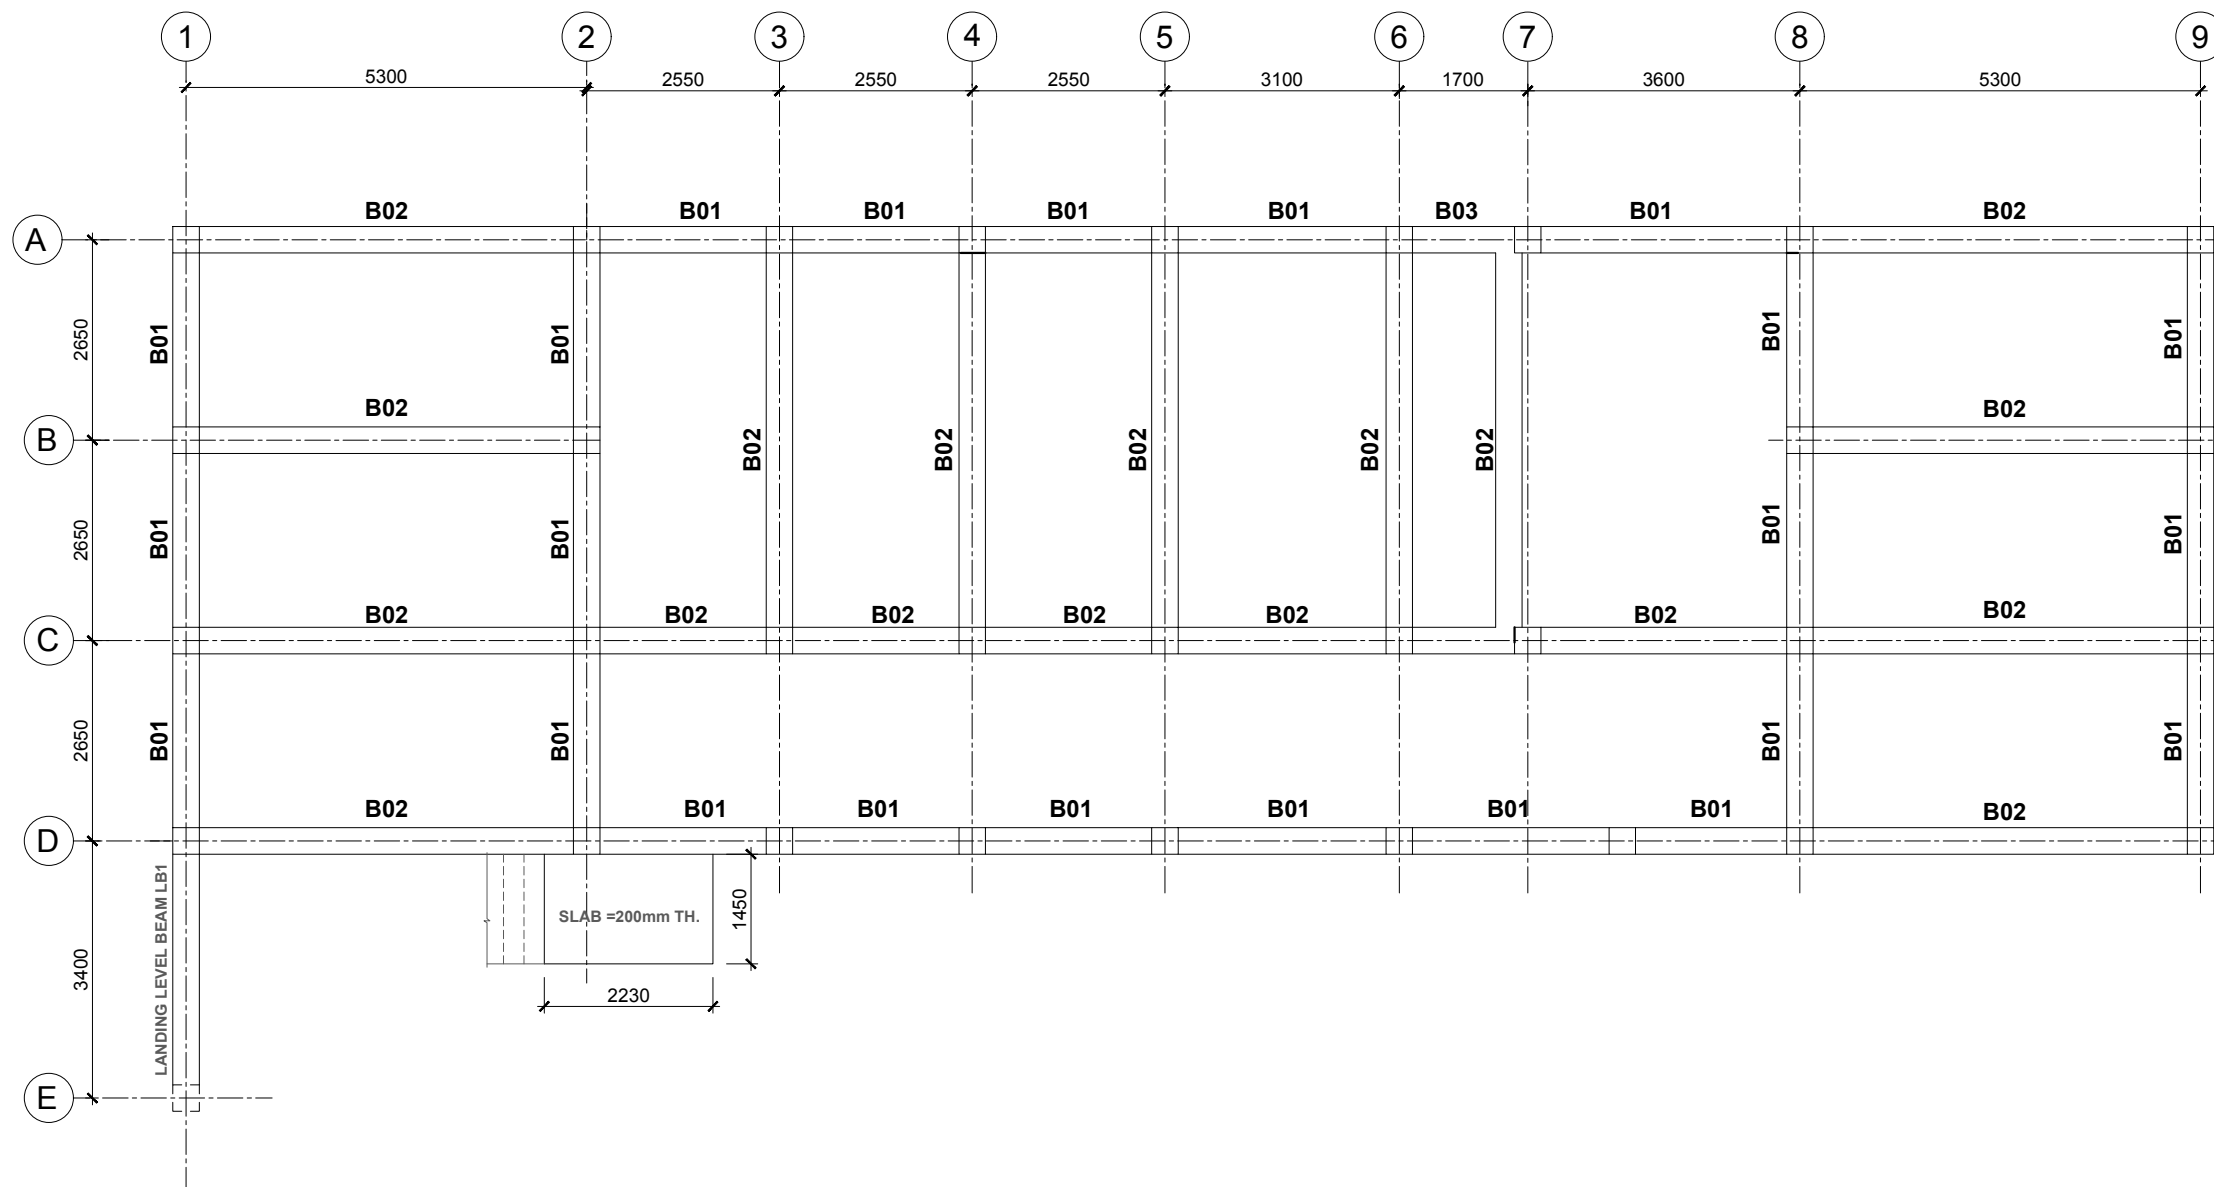 1 2 3 4 5 6 7 8 9
5300 2550 2550 2550 3100 1700 3600 5300
B02 B01 B01 B01 B01 B03 B01 B02
A
2650
B01 B01 B01 B01
B02 B02
B
B02 B02 B02 B02 B02
2650
B01 B01 B01 B01
B02 B02 B02 B02 B02 B02 B02
C
2650
B01 B01 B01 B01
B02 B01 B01 B01 B01 B01 B01 B02
D
LANDING LEVEL BEAM LB1
SLAB =200mm TH.
1450
3400
2230
E